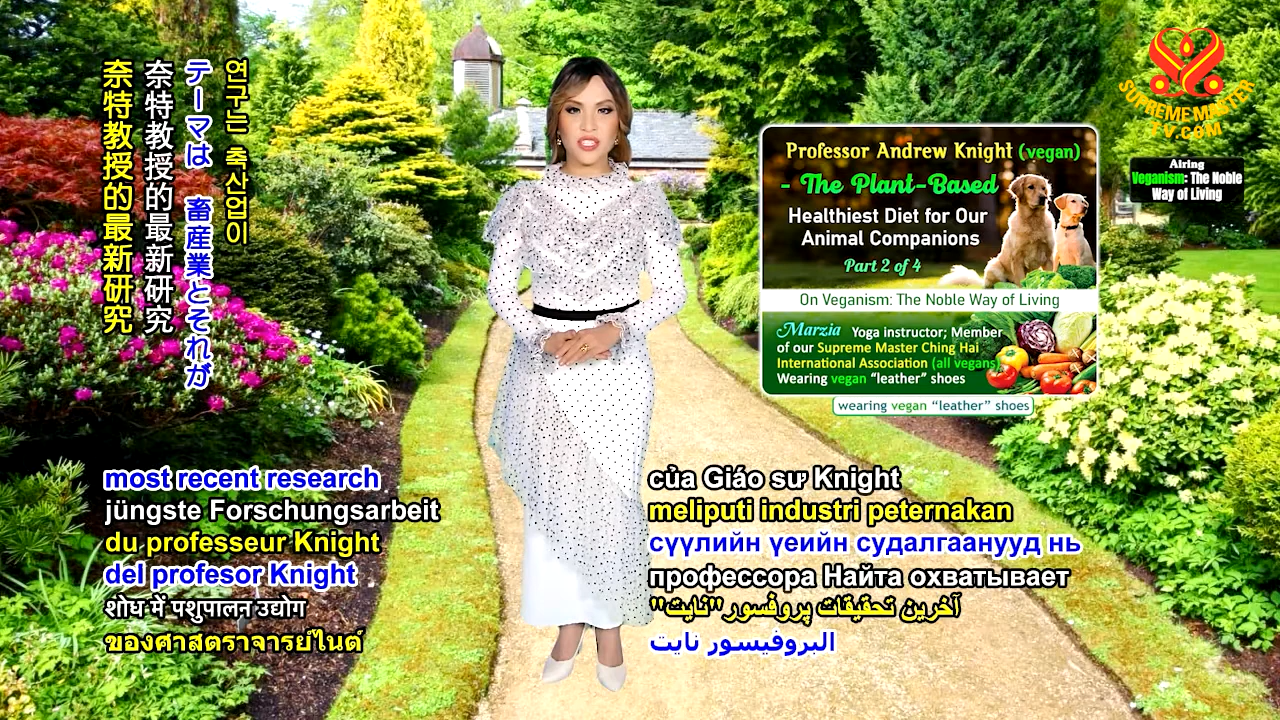 연구는 축산업이
テーマは 畜産業とそれが
奈特教授的最新研究
奈特教授的最新研究
SUPREME MASTER
TV.COM
Airing
Veganism: The Noble
Way of Living
Professor Andrew Knight (vegan)
- The Plant-Based
Healthiest Diet for Our
Animal Companions
Part 2 of 4
On Veganism: The Noble Way of Living
Marzia Yoga instructor; Member
of our Supreme Master Ching Hai
International Association (all vegans)
Wearing vegan “leather” shoes
wearing vegan “leather” shoes
most recent research
jüngste Forschungsarbeit
du professeur Knight
del profesor Knight
शोध में पशुपालन उद्योग
ของศาสตราจารย์ไนต์
của Giáo sư Knight
meliputi industri peternakan
сүүлийн үеийн судалгаанууд нь
профессора Найта охватывает
آخرین تحقیقات پروفسور "نایت"
البروفيسور نايت